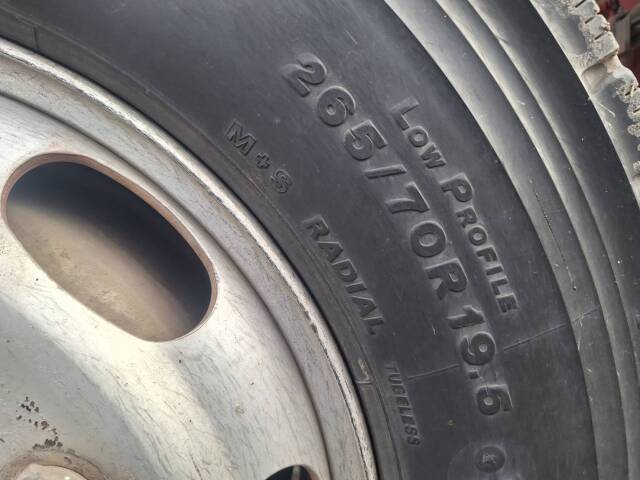 Low Profile
265/70R19.5
M+S RADIAL TUBELESS